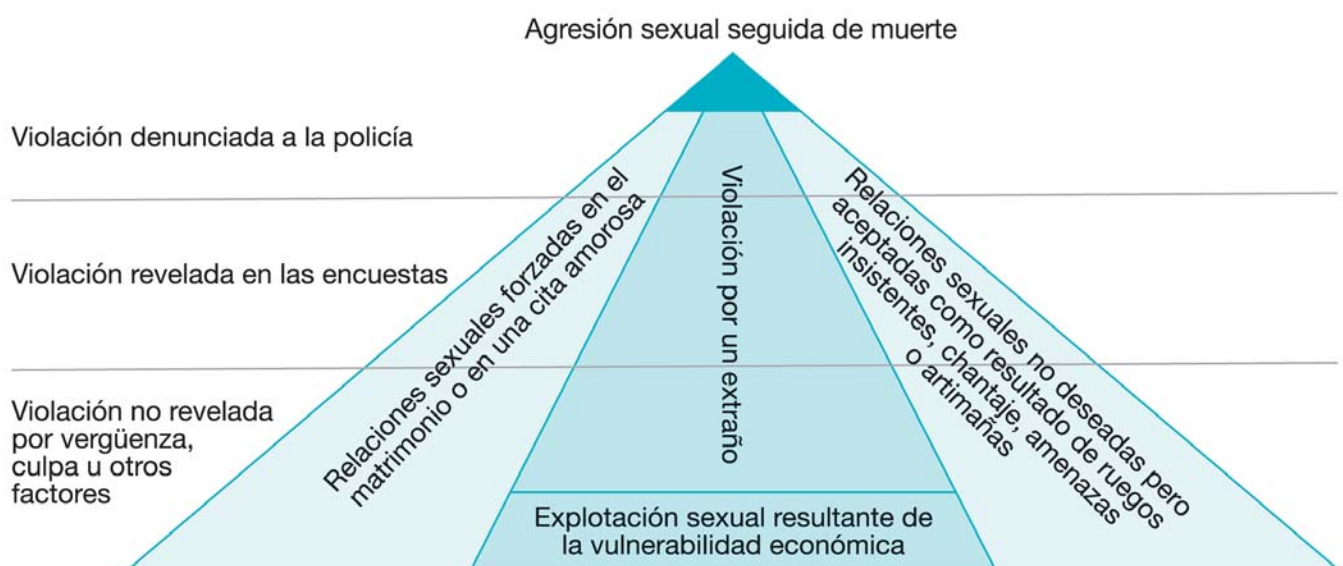 Agresión sexual seguida de muerte
Violación denunciada a la policía
Violación revelada en las encuestas
Violación no revelada
por vergüenza,
culpa u otros
factores
Relaciones sexuales forzadas en el
matrimonio o en una cita amorosa
Violación por un extraño
Relaciones sexuales no deseadas pero
aceptadas como resultado de ruegos
insistentes, chantaje, amenazas
o artimañas
Explotación sexual resultante de
la vulnerabilidad económica